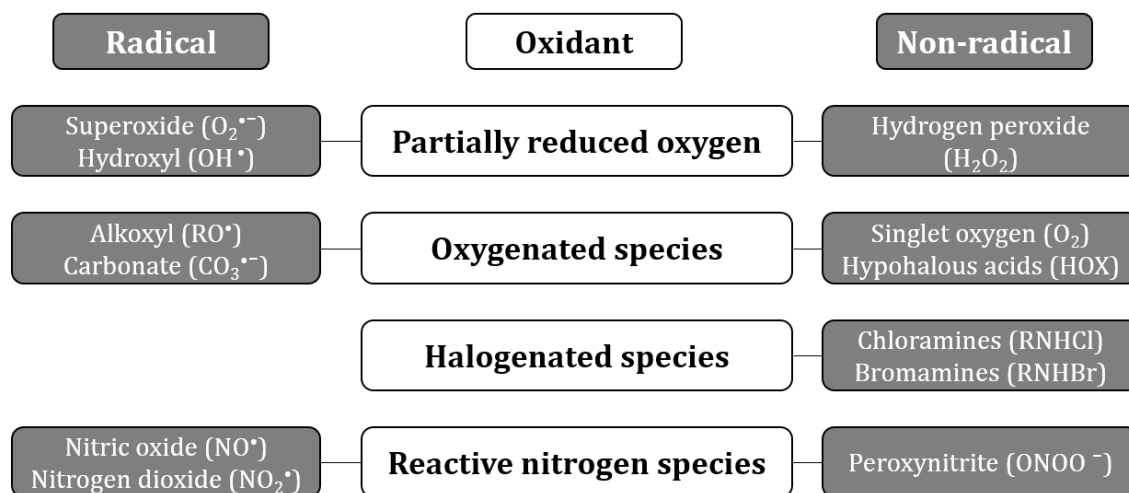 Radical
Oxidant
Non-radical
Superoxide (O₂•⁻)
Hydroxyl (OH•)
Partially reduced oxygen
Hydrogen peroxide
(H₂O₂)
Alkoxyl (RO•)
Carbonate (CO₃•⁻)
Oxygenated species
Singlet oxygen (O₂)
Hypohalous acids (HOX)
Halogenated species
Chloramines (RNHCl)
Bromamines (RNHBr)
Nitric oxide (NO•)
Nitrogen dioxide (NO₂•)
Reactive nitrogen species
Peroxynitrite (ONOO ⁻)